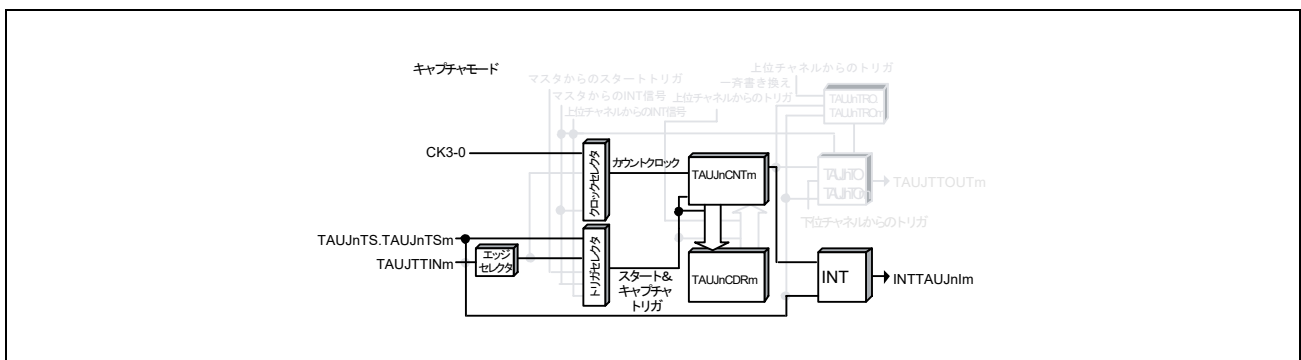 キャプチャモード
上位チャネルからのトリガ
マスタからのスタートトリガ
一斉書き換え
マスタからのINT信号
上位チャネルからのトリガ
上位チャネルからのINT信号
TAUJnTRO.
TAUJnTROm
CK3-0
クロックセレクタ
カウントクロック
TAUJnCNTm
TAUJnTO.
TAUJnTOm
TAUJTTOUTm
下位チャネルからのトリガ
TAUJnTS.TAUJnTSm
TAUJTTINm
エッジ
セレクタ
トリガセレクタ
スタート&
キャプチャ
トリガ
TAUJnCDRm
INT
INTTAUJnIm